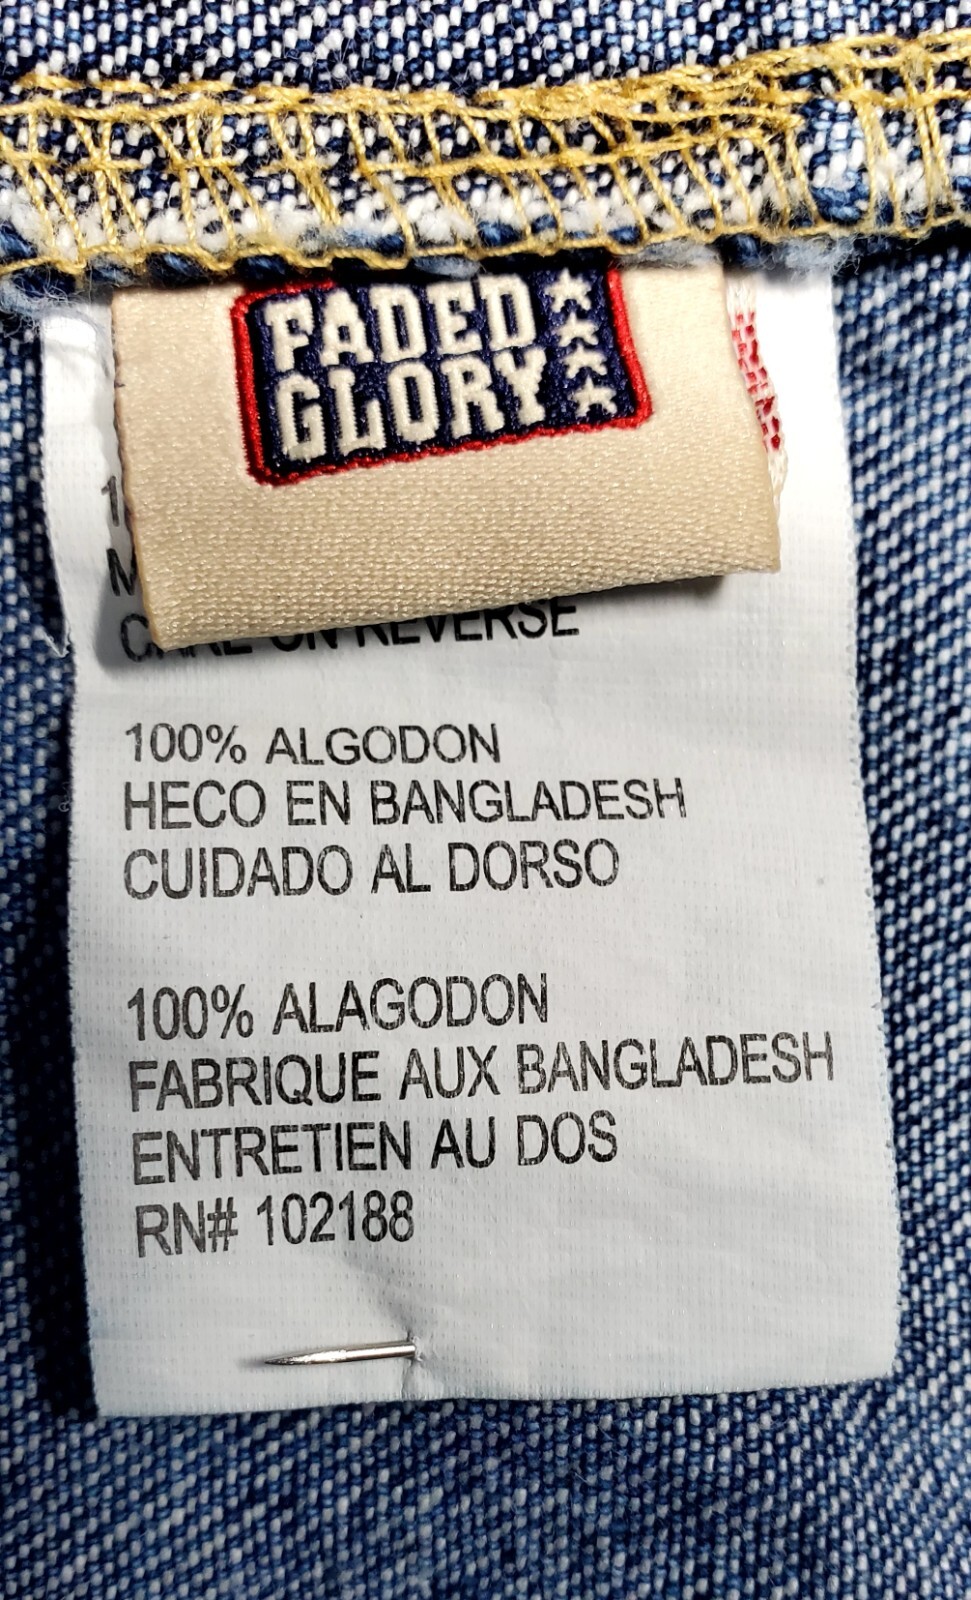 FADED
GLORY
CARE ON REVERSE
100% ALGODON
HECO EN BANGLADESH
CUIDADO AL DORSO
100% ALAGODON
FABRIQUE AUX BANGLADESH
ENTRETIEN AU DOS
RN# 102188